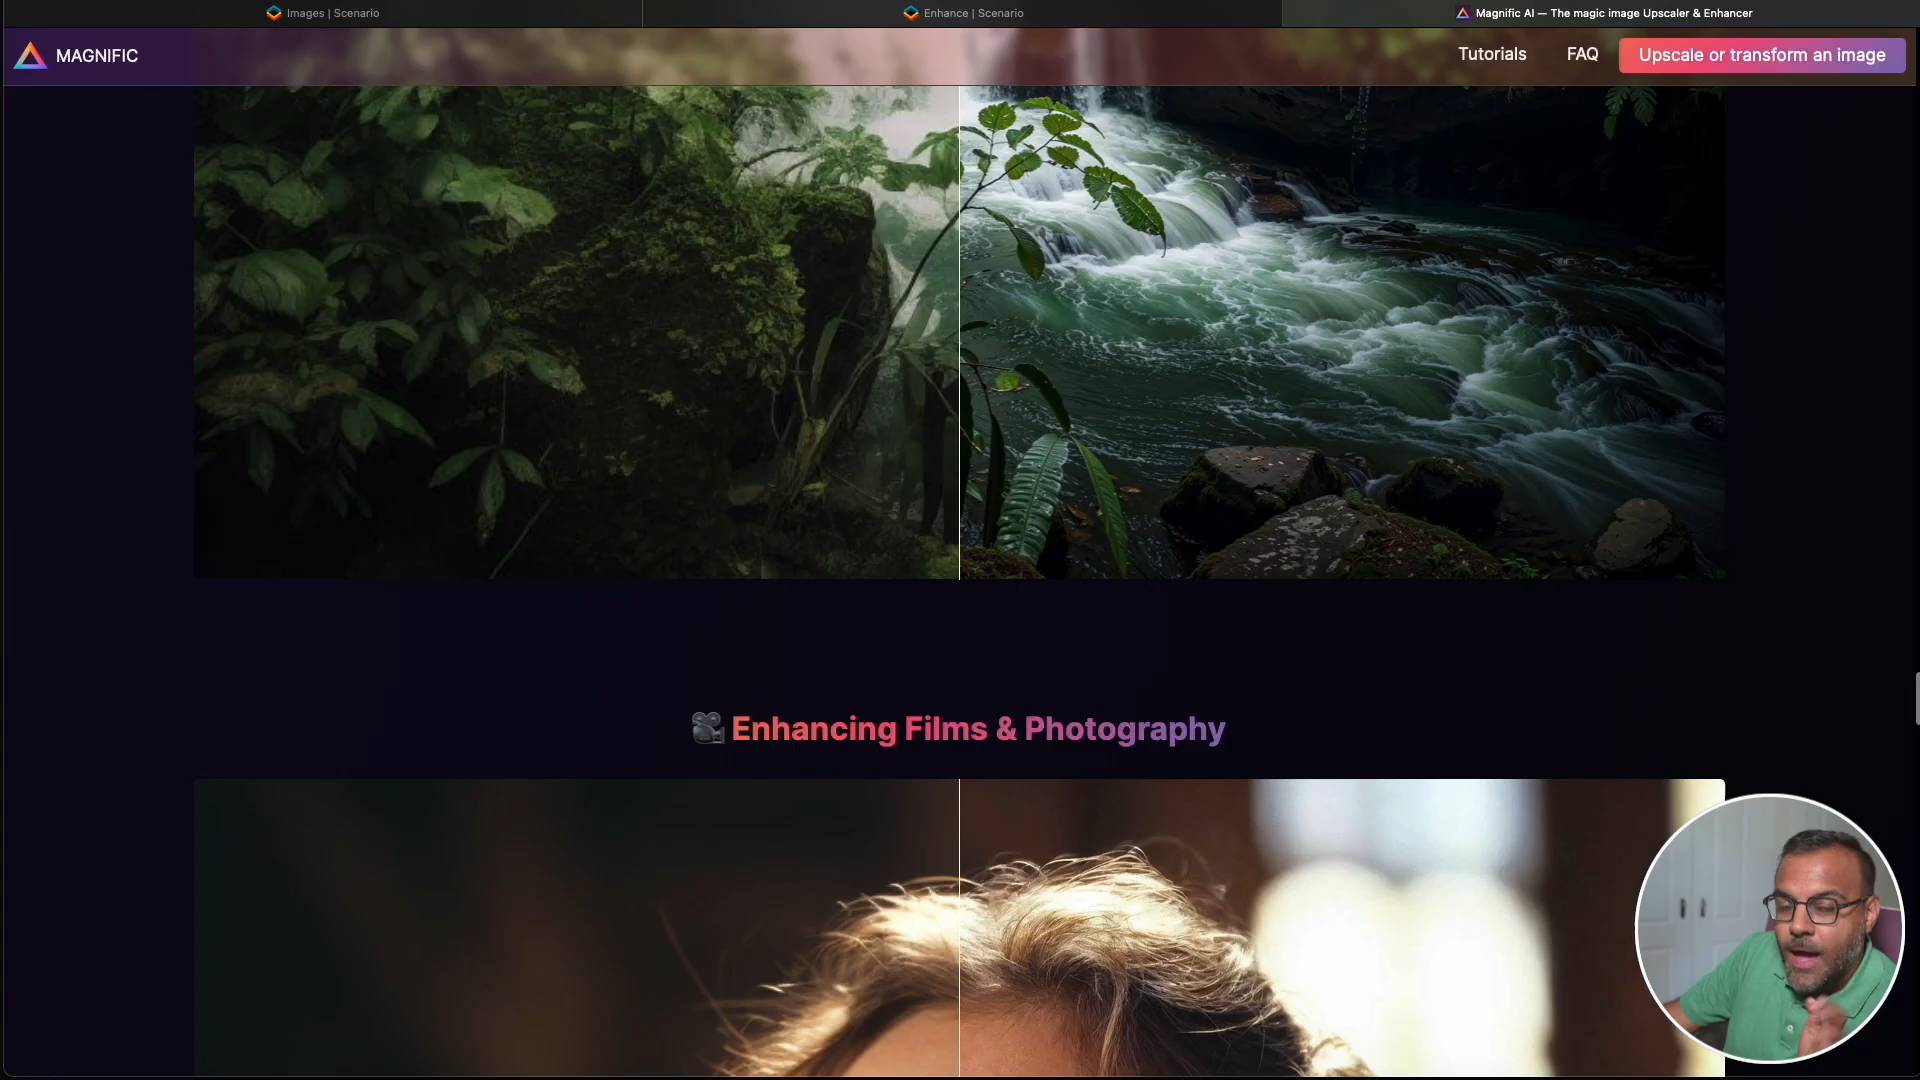 Images | Scenario
Enhance | Scenario
Magnific AI — The magic image Upscaler & Enhancer
MAGNIFIC
Tutorials
FAQ
Upscale or transform an image
Enhancing Films & Photography